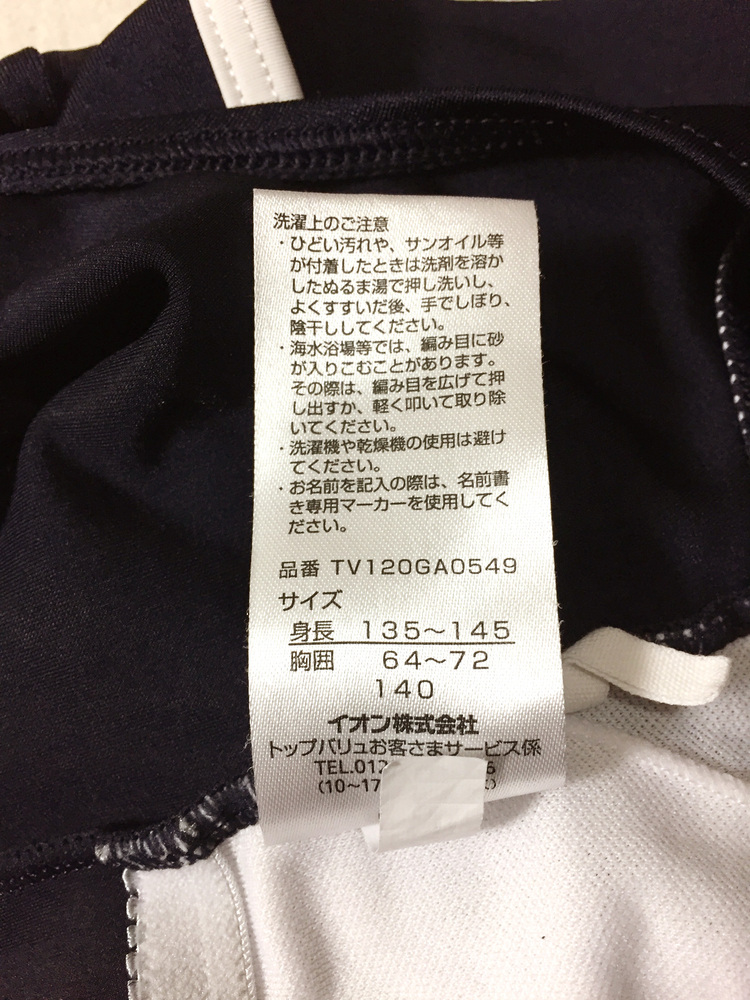 洗濯上のご注意
・ひどい汚れや、サンオイル等
が付着したときは洗剤を溶か
したぬるま湯で押し洗いし、
よくすすいだ後、手でしぼり、
陰干ししてください。
・海水浴場等では、編み目に砂
が入りこむことがあります。
その際は、編み目を広げて押
し出すか、軽く叩いて取り除
いてください。
・洗濯機や乾燥機の使用は避け
てください。
・お名前を記入の際は、名前書
き専用マーカーを使用してく
ださい。
品番 TV120GA0549
サイズ
身長 135〜145
胸囲 64〜72
140
イオン株式会社
トップバリュお客さまサービス係
TEL.012
(10〜17